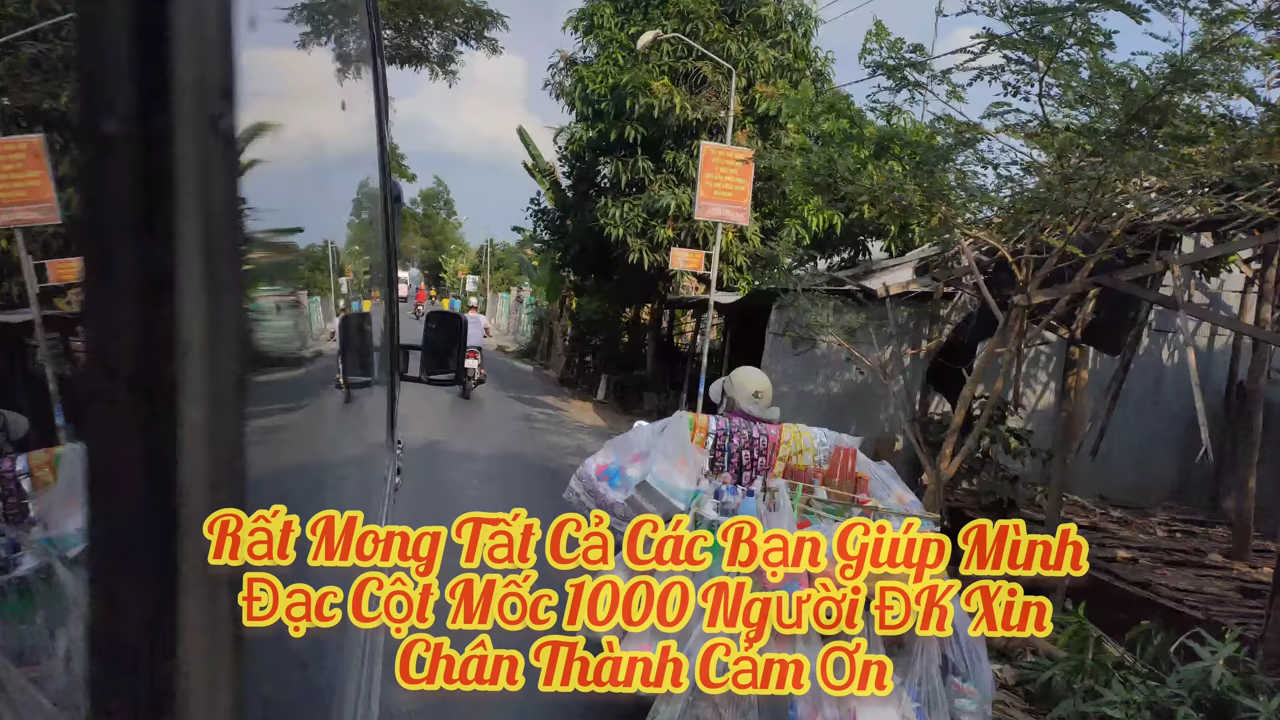 Rất Mong Tất Cả Các Bạn Giúp Mình
Đạc Cột Mốc 1000 Người ĐK Xin
Chân Thành Cảm Ơn